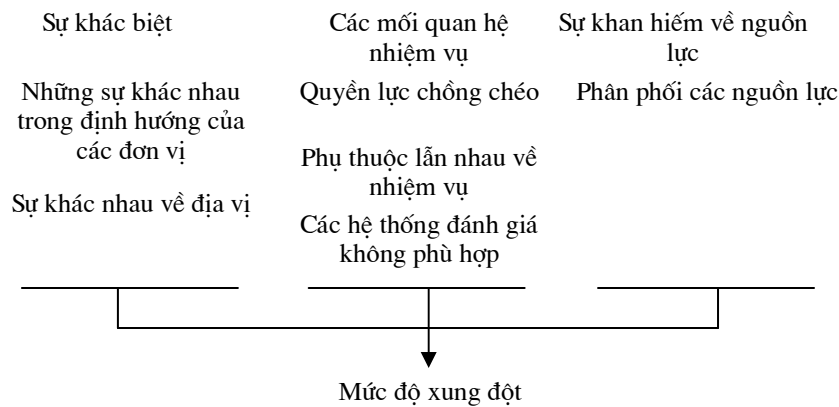 Sự khác biệt
Những sự khác nhau
trong định hướng của
các đơn vị
Sự khác nhau về địa vị
Các mối quan hệ
nhiệm vụ
Quyền lực chồng chéo
Phụ thuộc lẫn nhau về
nhiệm vụ
Các hệ thống đánh giá
không phù hợp
Sự khan hiếm về nguồn
lực
Phân phối các nguồn lực
Mức độ xung đột